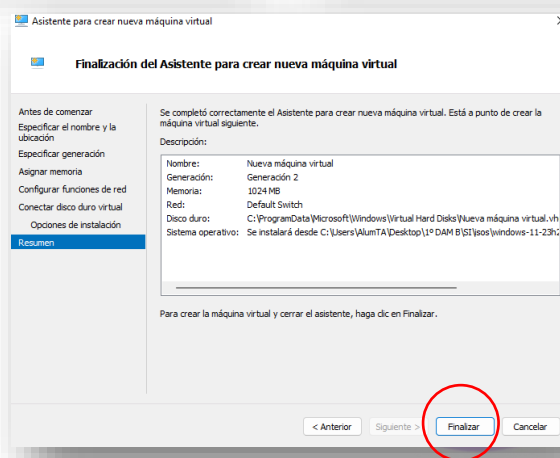 Asistente para crear nueva máquina virtual
Finalización del Asistente para crear nueva máquina virtual
Antes de comenzar
Especificar el nombre y la
ubicación
Especificar generación
Asignar memoria
Configurar funciones de red
Conectar disco duro virtual
Opciones de instalación
Resumen
Se completó correctamente el Asistente para crear nueva máquina virtual. Está a punto de crear la
máquina virtual siguiente.
Descripción:
Nombre: Nueva máquina virtual
Generación: Generación 2
Memoria: 1024 MB
Red: Default Switch
Disco duro: C:\ProgramData\Microsoft\Windows\Virtual Hard Disks\Nueva máquina virtual.vh
Sistema operativo: Se instalará desde C:\Users\AlumTA\Desktop\1º DAM B\SI\isos\windows-11-23h2
Para crear la máquina virtual y cerrar el asistente, haga clic en Finalizar.
< Anterior Siguiente > Finalizar Cancelar